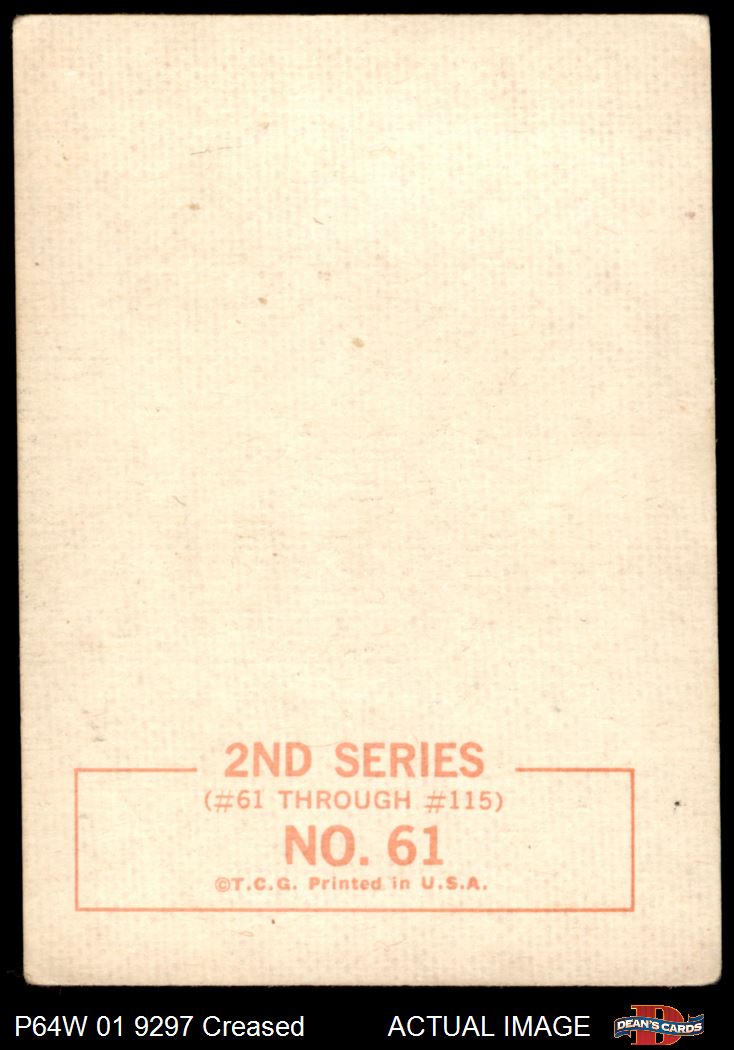 2ND SERIES
(#61 THROUGH #115)
NO. 61
©T.C.G. Printed in U.S.A.
P64W 01 9297 Creased ACTUAL IMAGE
D
DEAN'S CARDS